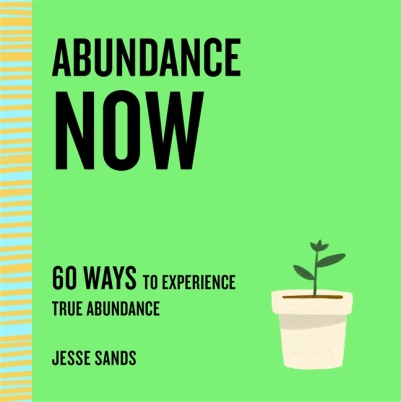 ABUNDANCE
NOW
60 WAYS TO EXPERIENCE
TRUE ABUNDANCE
JESSE SANDS